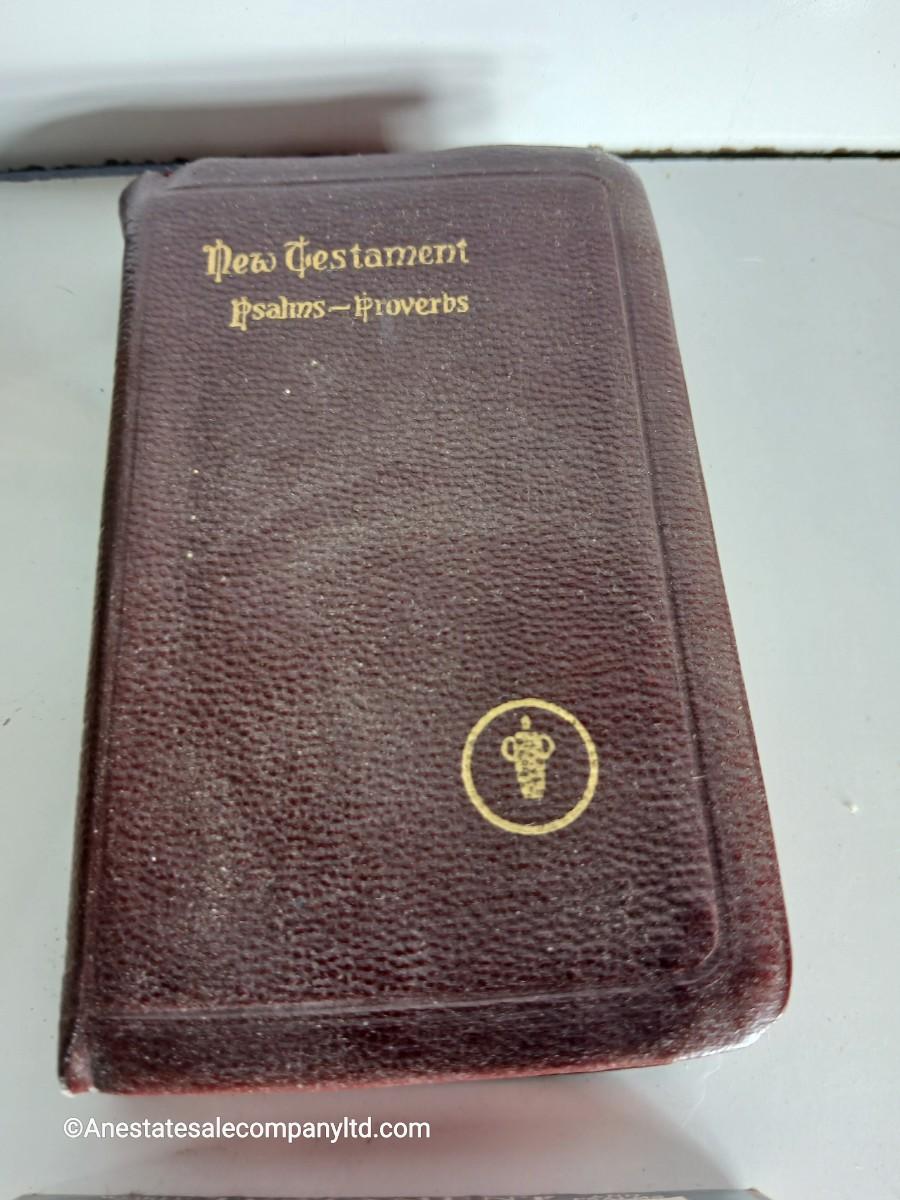 New Testament
Psalms-Proverbs
©Anestatesalecompanyltd.com